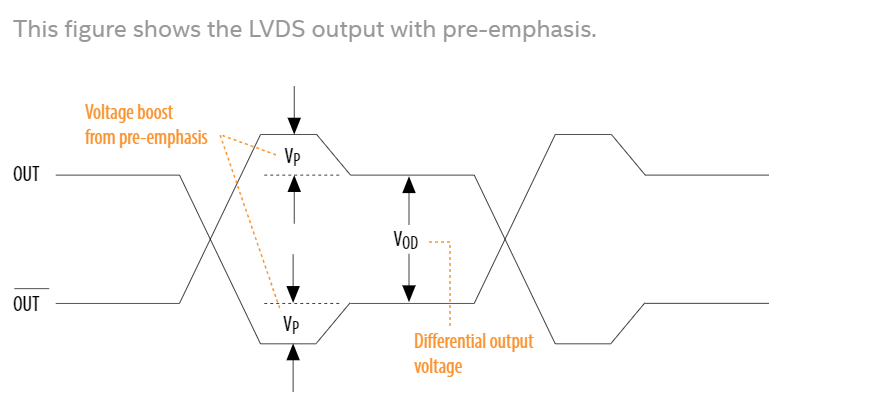 This figure shows the LVDS output with pre-emphasis.
Voltage boost
from pre-emphasis
VP
OUT
VOD
OUT
VP
Differential output
voltage